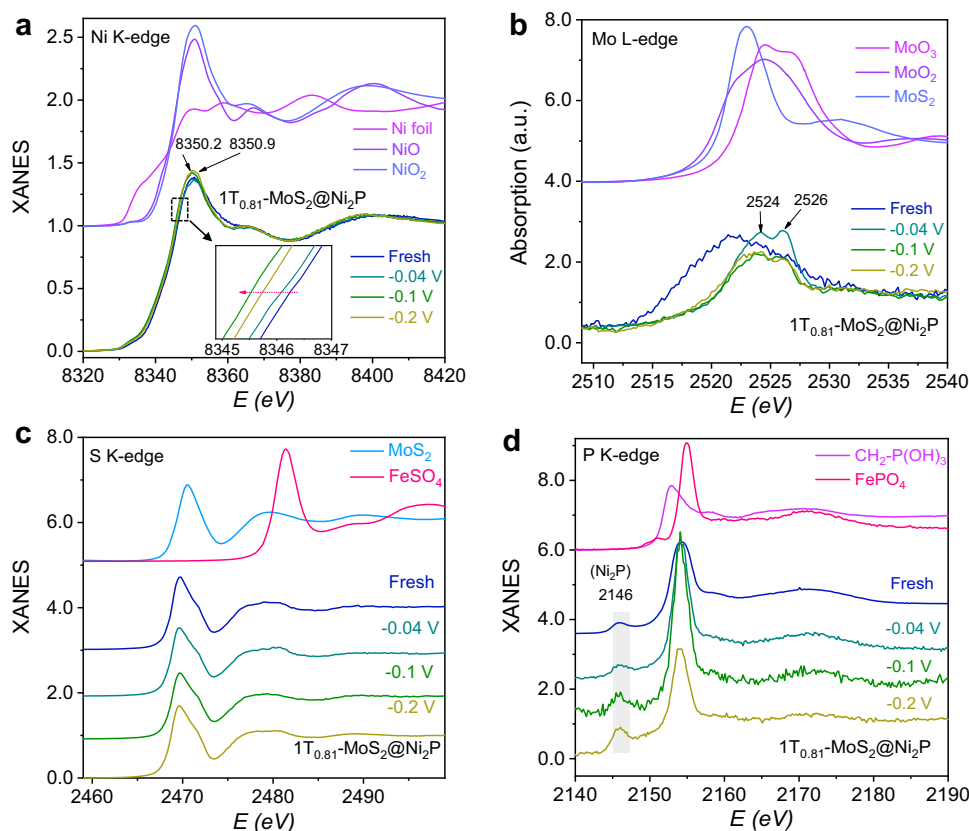 a
Ni K-edge
XANES
2.5
2.0
1.5
1.0
0.5
0.0
Ni foil
NiO
NiO₂
8350.2
8350.9
1T₀.₈₁-MoS₂@Ni₂P
Fresh
-0.04 V
-0.1 V
-0.2 V
8345
8346
8347
8320
8340
8360
8380
8400
8420
E (eV)
b
Mo L-edge
Absorption (a.u.)
8.0
6.0
4.0
2.0
0.0
MoO₃
MoO₂
MoS₂
2524
2526
Fresh
-0.04 V
-0.1 V
-0.2 V
1T₀.₈₁-MoS₂@Ni₂P
2510
2515
2520
2525
2530
2535
2540
E (eV)
c
S K-edge
XANES
8.0
6.0
4.0
2.0
0.0
MoS₂
FeSO₄
Fresh
-0.04 V
-0.1 V
-0.2 V
1T₀.₈₁-MoS₂@Ni₂P
2460
2470
2480
2490
E (eV)
d
P K-edge
XANES
8.0
6.0
4.0
2.0
0.0
CH₂-P(OH)₃
FePO₄
(Ni₂P)
2146
Fresh
-0.04 V
-0.1 V
-0.2 V
1T₀.₈₁-MoS₂@Ni₂P
2140
2150
2160
2170
2180
2190
E (eV)